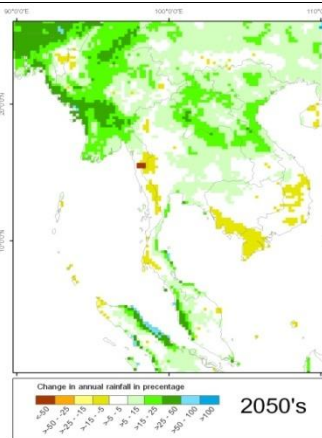 90°0'0"E 100°0'0"E 110°0'
20°0'0"N
10°0'0"N
Change in annual rainfall in precentage
<-50
>-50 - -25
>-25 - -15
>-15 - -5
>-5 - 5
>5 - 15
>15 - 25
>25 - 50
>50 - 100
>100
2050's